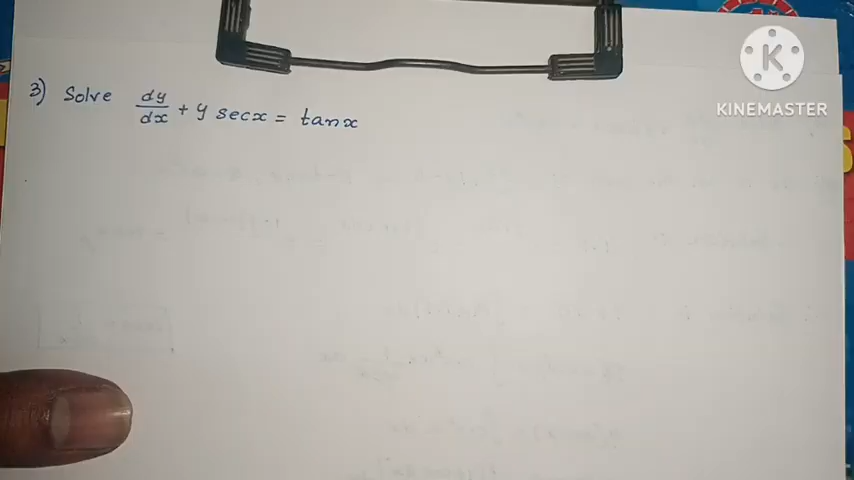 3) Solve dy/dx + y secx = tanx
K
KINEMASTER